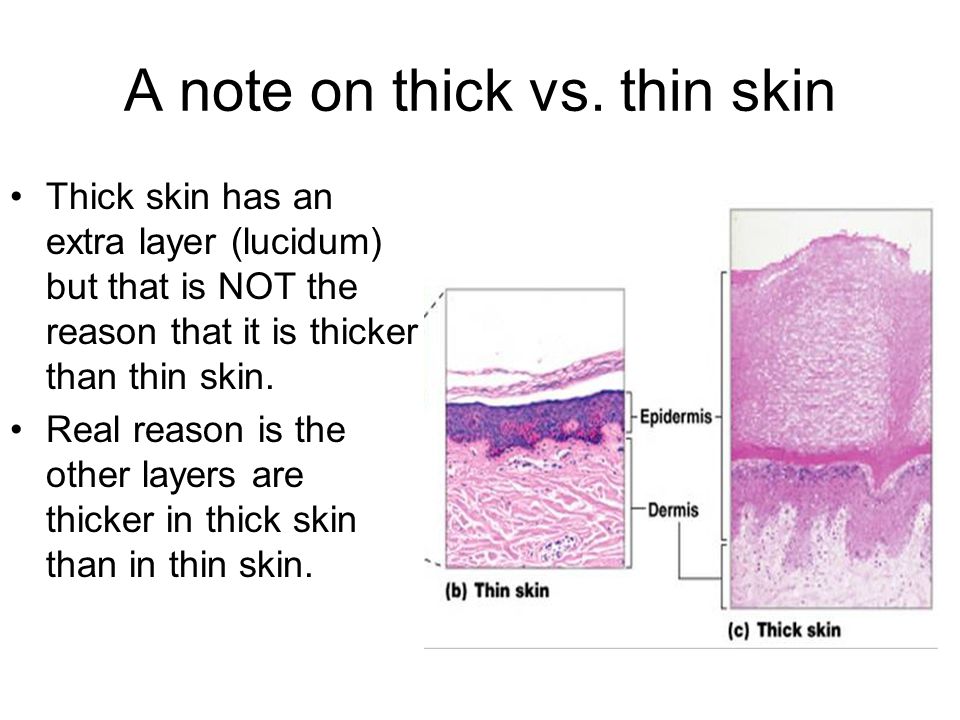 A note on thick vs. thin skin
• Thick skin has an
extra layer (lucidum)
but that is NOT the
reason that it is thicker
than thin skin.
• Real reason is the
other layers are
thicker in thick skin
than in thin skin.
Epidermis
Dermis
(b) Thin skin
(c) Thick skin